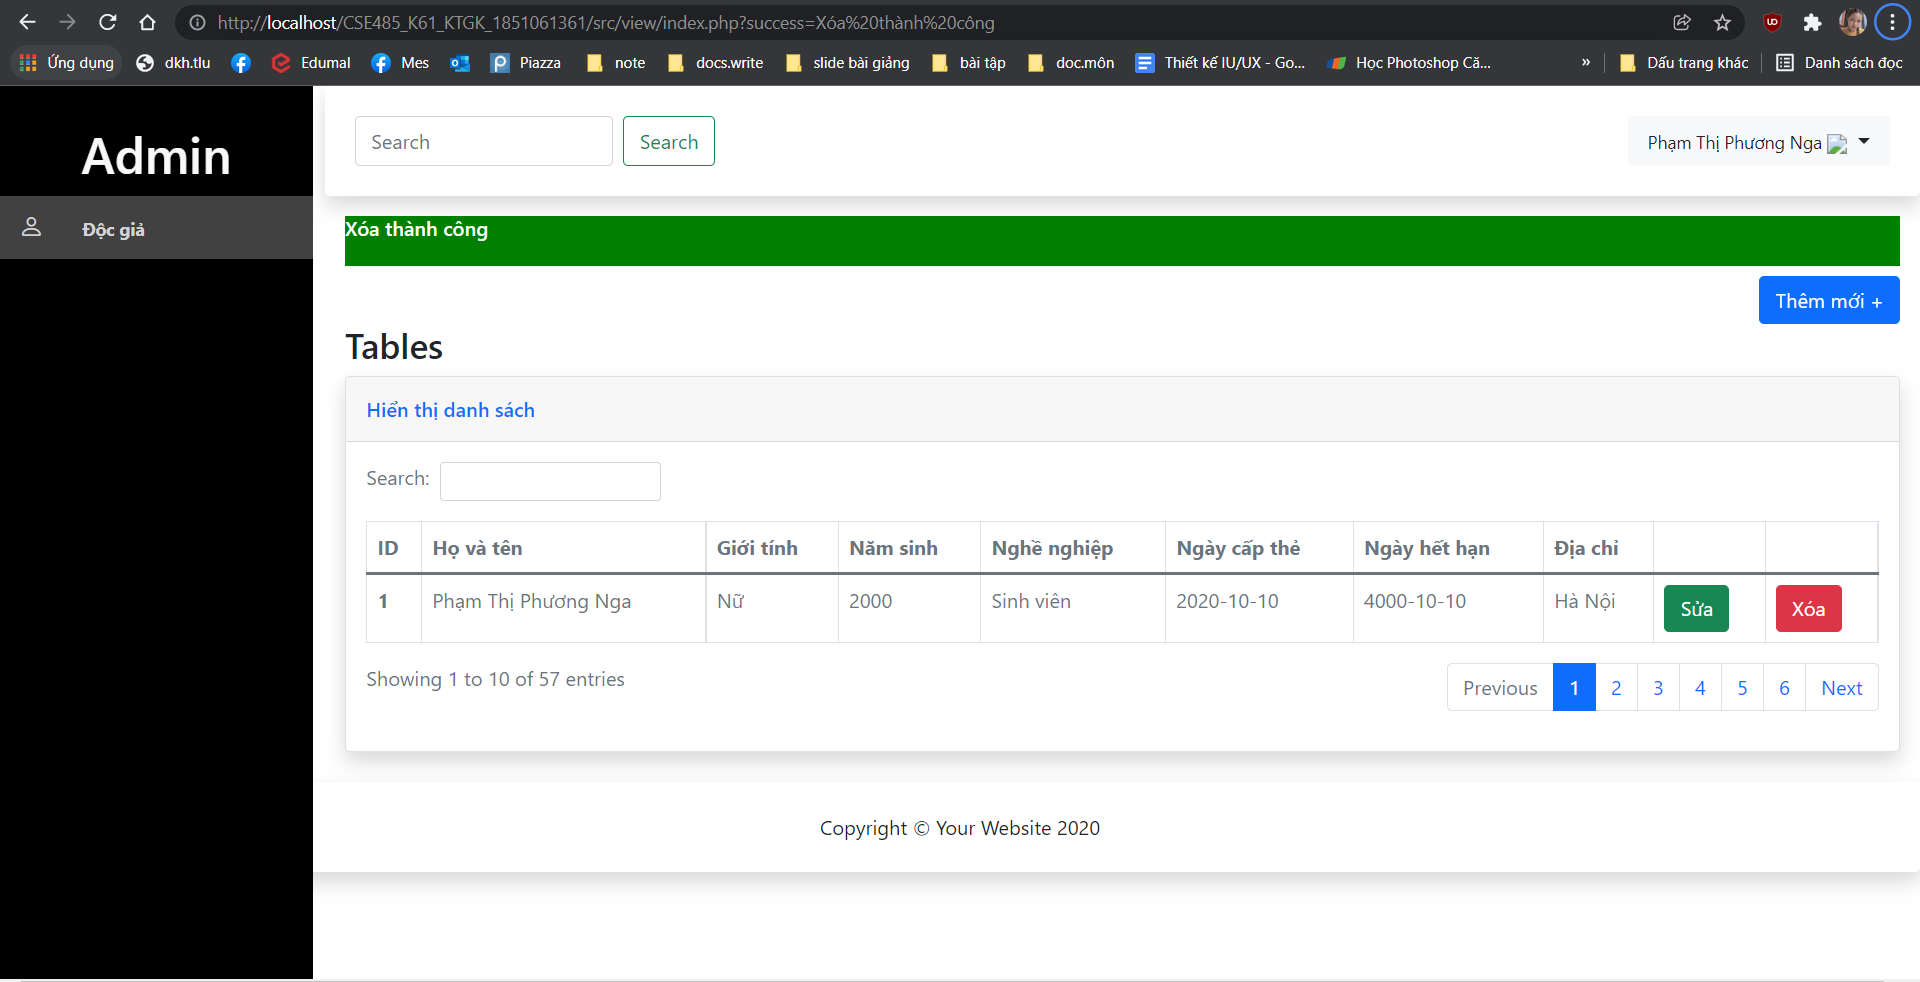 http://localhost/CSE485_K61_KTGK_1851061361/src/view/index.php?success=Xóa%20thành%20công
Ứng dụng dkh.tlu Edumal Mes Piazza note docs.write slide bài giảng bài tập doc.môn Thiết kế IU/UX - Go... Học Photoshop Că... » Dấu trang khác Danh sách đọc
Admin
Độc giả
Search Search Phạm Thị Phương Nga
Xóa thành công
Thêm mới +
Tables
Hiển thị danh sách
Search:
ID Họ và tên Giới tính Năm sinh Nghề nghiệp Ngày cấp thẻ Ngày hết hạn Địa chỉ
1 Phạm Thị Phương Nga Nữ 2000 Sinh viên 2020-10-10 4000-10-10 Hà Nội Sửa Xóa
Showing 1 to 10 of 57 entries Previous 1 2 3 4 5 6 Next
Copyright © Your Website 2020